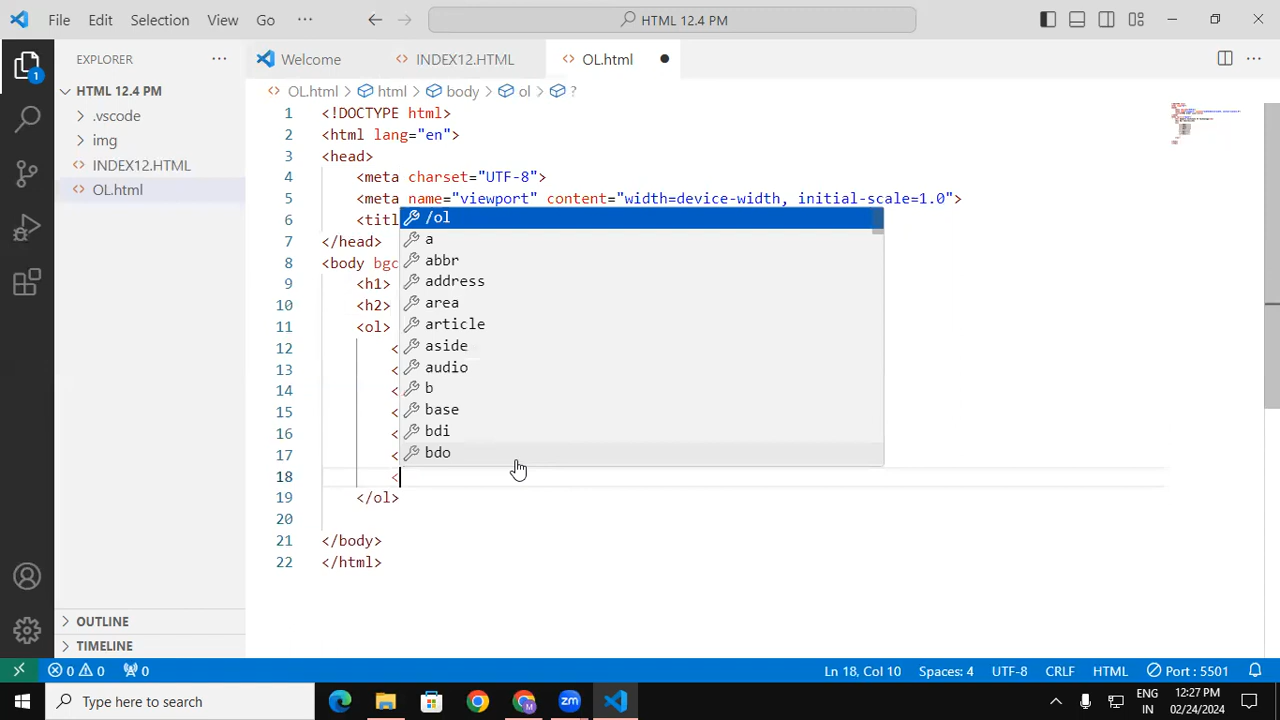 File Edit Selection View Go ··· HTML 12.4 PM
EXPLORER ···
Welcome INDEX12.HTML OL.html
HTML 12.4 PM
.vscode
img
INDEX12.HTML
OL.html
OUTLINE
TIMELINE
1
OL.html > html > body > ol > ?
1 <!DOCTYPE html>
2 <html lang="en">
3 <head>
4 <meta charset="UTF-8">
5 <meta name="viewport" content="width=device-width, initial-scale=1.0">
6 <titl
7 </head>
8 <body bgc
9 <h1>
10 <h2>
11 <ol>
12 <
13 <
14 <
15 <
16 <
17 <
18 <
19 </ol>
20
21 </body>
22 </html>
/ol
a
abbr
address
area
article
aside
audio
b
base
bdi
bdo
0 0 0 Ln 18, Col 10 Spaces: 4 UTF-8 CRLF HTML Port : 5501
Type here to search
M
zm
ENG
IN
12:27 PM
02/24/2024